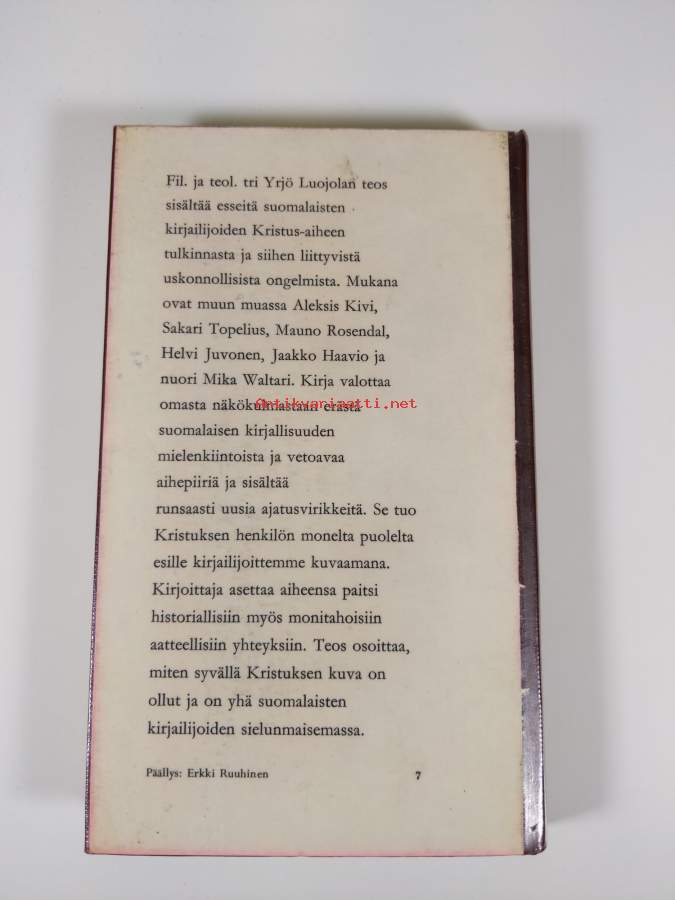 Fil. ja teol. tri Yrjö Luojolan teos
sisältää esseitä suomalaisten
kirjailijoiden Kristus-aiheen
tulkinnasta ja siihen liittyvistä
uskonnollisista ongelmista. Mukana
ovat muun muassa Aleksis Kivi,
Sakari Topelius, Mauno Rosendal,
Helvi Juvonen, Jaakko Haavio ja
nuori Mika Waltari. Kirja valottaa
omasta näkökulmastaan erästä
antikvariaatti.net
suomalaisen kirjallisuuden
mielenkiintoista ja vetoavaa
aihepiiriä ja sisältää
runsaasti uusia ajatusvirikkeitä. Se tuo
Kristuksen henkilön monelta puolelta
esille kirjailijoittemme kuvaamana.
Kirjoittaja asettaa aiheensa paitsi
historiallisiin myös monitahoisiin
aatteellisiin yhteyksiin. Teos osoittaa,
miten syvällä Kristuksen kuva on
ollut ja on yhä suomalaisten
kirjailijoiden sielunmaisemassa.
Päällys: Erkki Ruuhinen 7